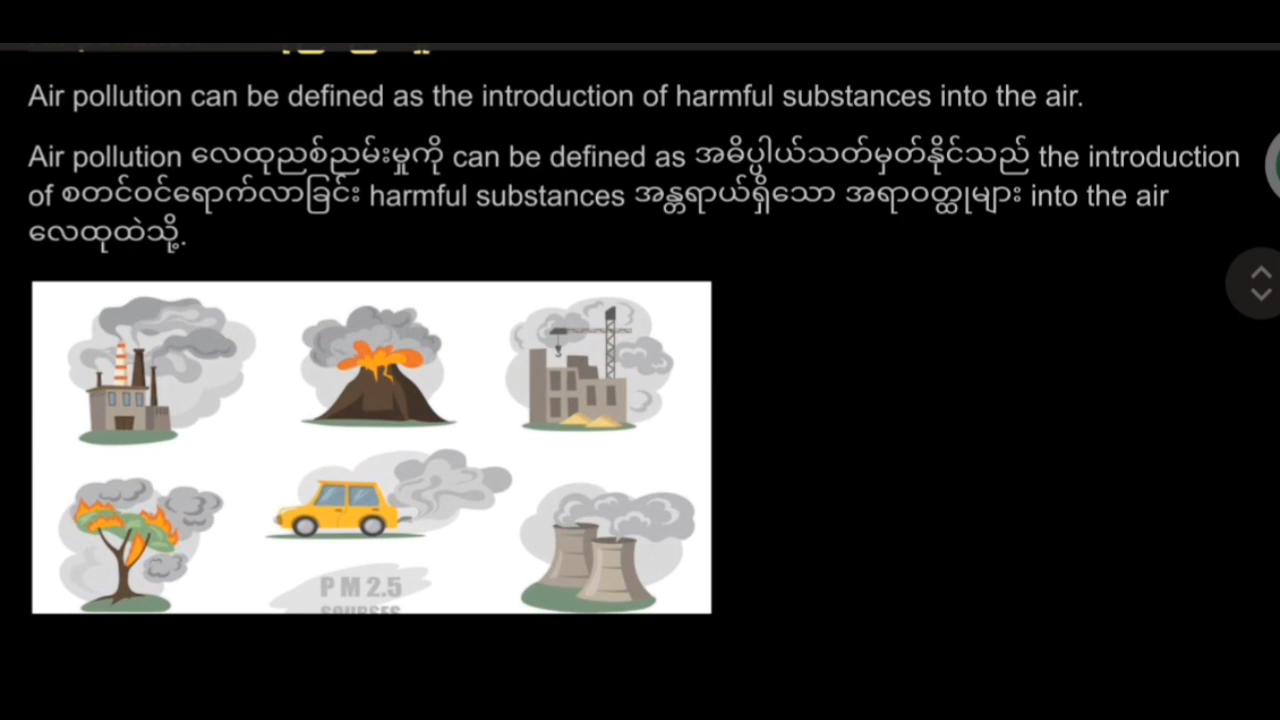 Air pollution can be defined as the introduction of harmful substances into the air.
Air pollution လေထုညစ်ညမ်းမှုကို can be defined as အဓိပ္ပါယ်သတ်မှတ်နိုင်သည် the introduction
of စတင်ဝင်ရောက်လာခြင်း harmful substances အန္တရာယ်ရှိသော အရာဝတ္ထုများ into the air
လေထုထဲသို့.
PM2.5